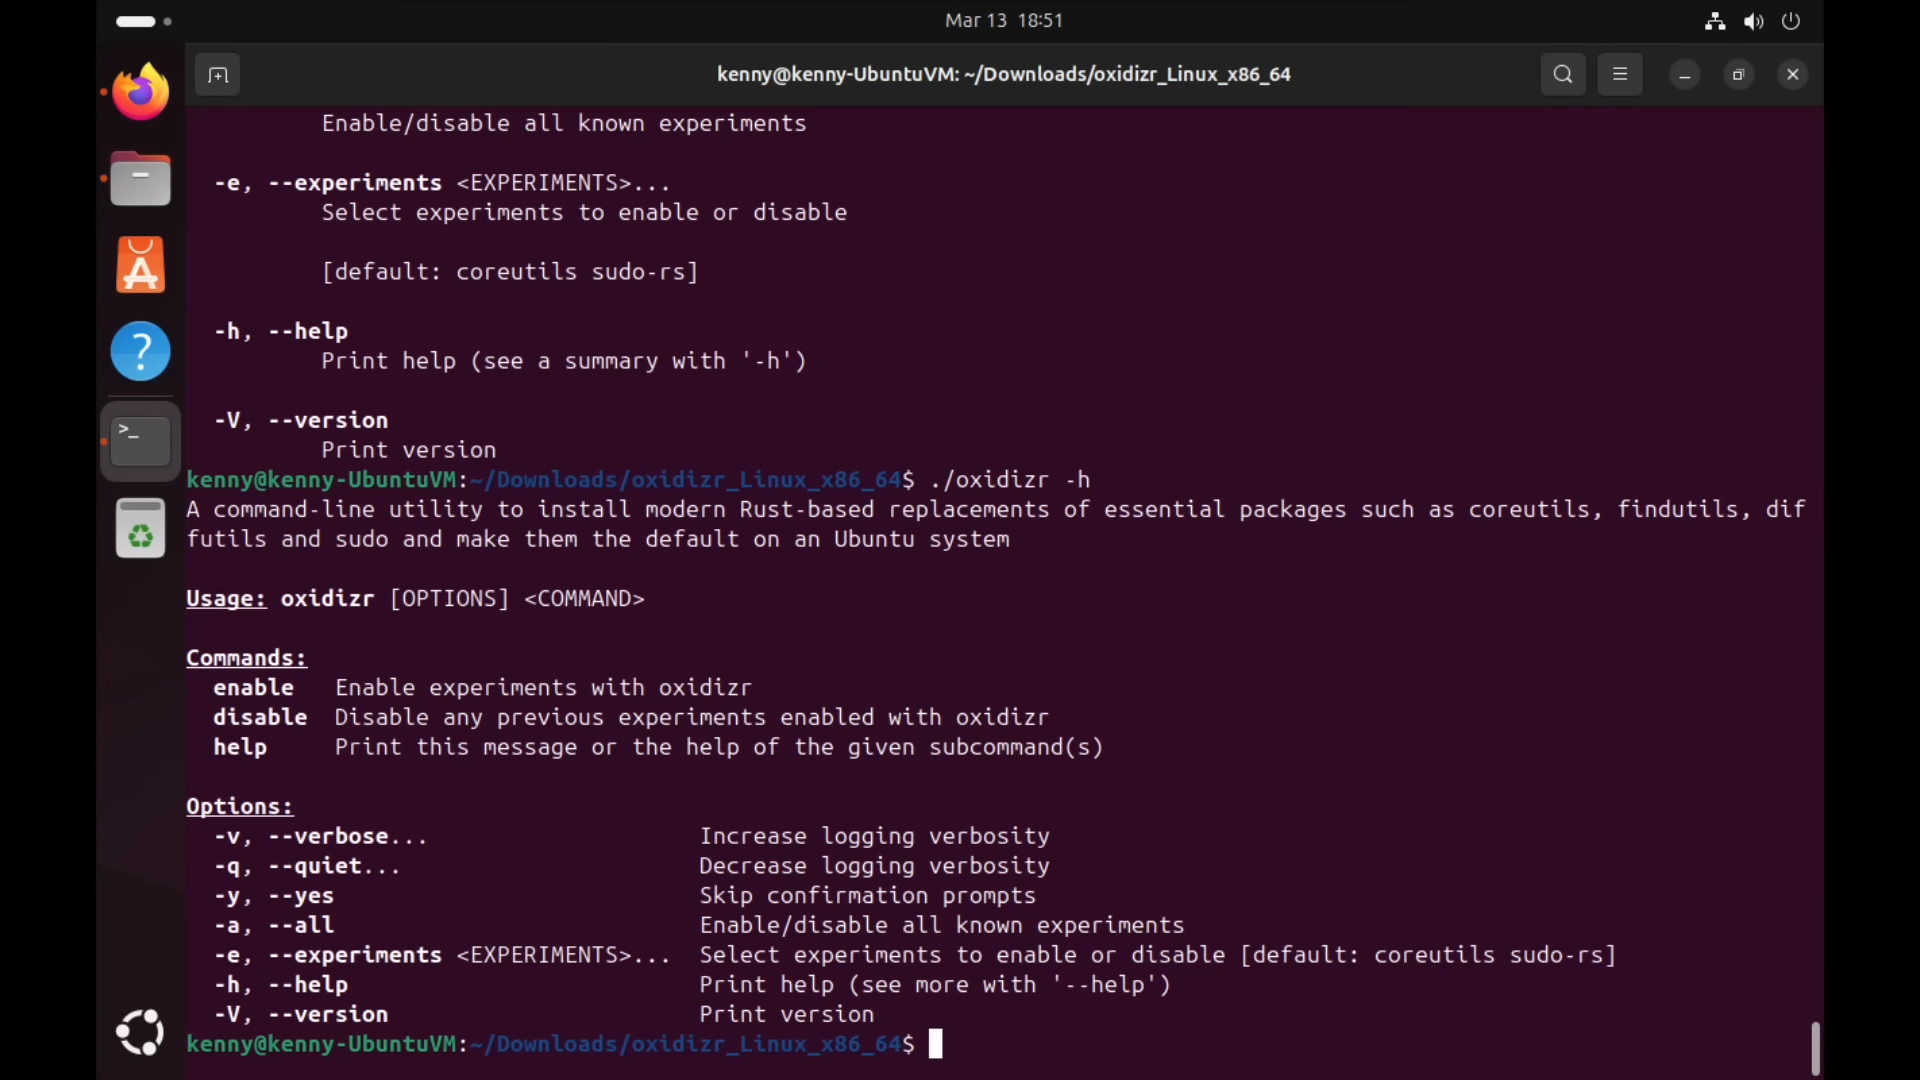 Mar 13 18:51
kenny@kenny-UbuntuVM: ~/Downloads/oxidizr_Linux_x86_64
Enable/disable all known experiments
-e, --experiments <EXPERIMENTS>...
Select experiments to enable or disable
[default: coreutils sudo-rs]
-h, --help
Print help (see a summary with '-h')
-V, --version
Print version
kenny@kenny-UbuntuVM:~/Downloads/oxidizr_Linux_x86_64$ ./oxidizr -h
A command-line utility to install modern Rust-based replacements of essential packages such as coreutils, findutils, dif
futils and sudo and make them the default on an Ubuntu system
Usage: oxidizr [OPTIONS] <COMMAND>
Commands:
enable Enable experiments with oxidizr
disable Disable any previous experiments enabled with oxidizr
help Print this message or the help of the given subcommand(s)
Options:
-v, --verbose... Increase logging verbosity
-q, --quiet... Decrease logging verbosity
-y, --yes Skip confirmation prompts
-a, --all Enable/disable all known experiments
-e, --experiments <EXPERIMENTS>... Select experiments to enable or disable [default: coreutils sudo-rs]
-h, --help Print help (see more with '--help')
-V, --version Print version
kenny@kenny-UbuntuVM:~/Downloads/oxidizr_Linux_x86_64$